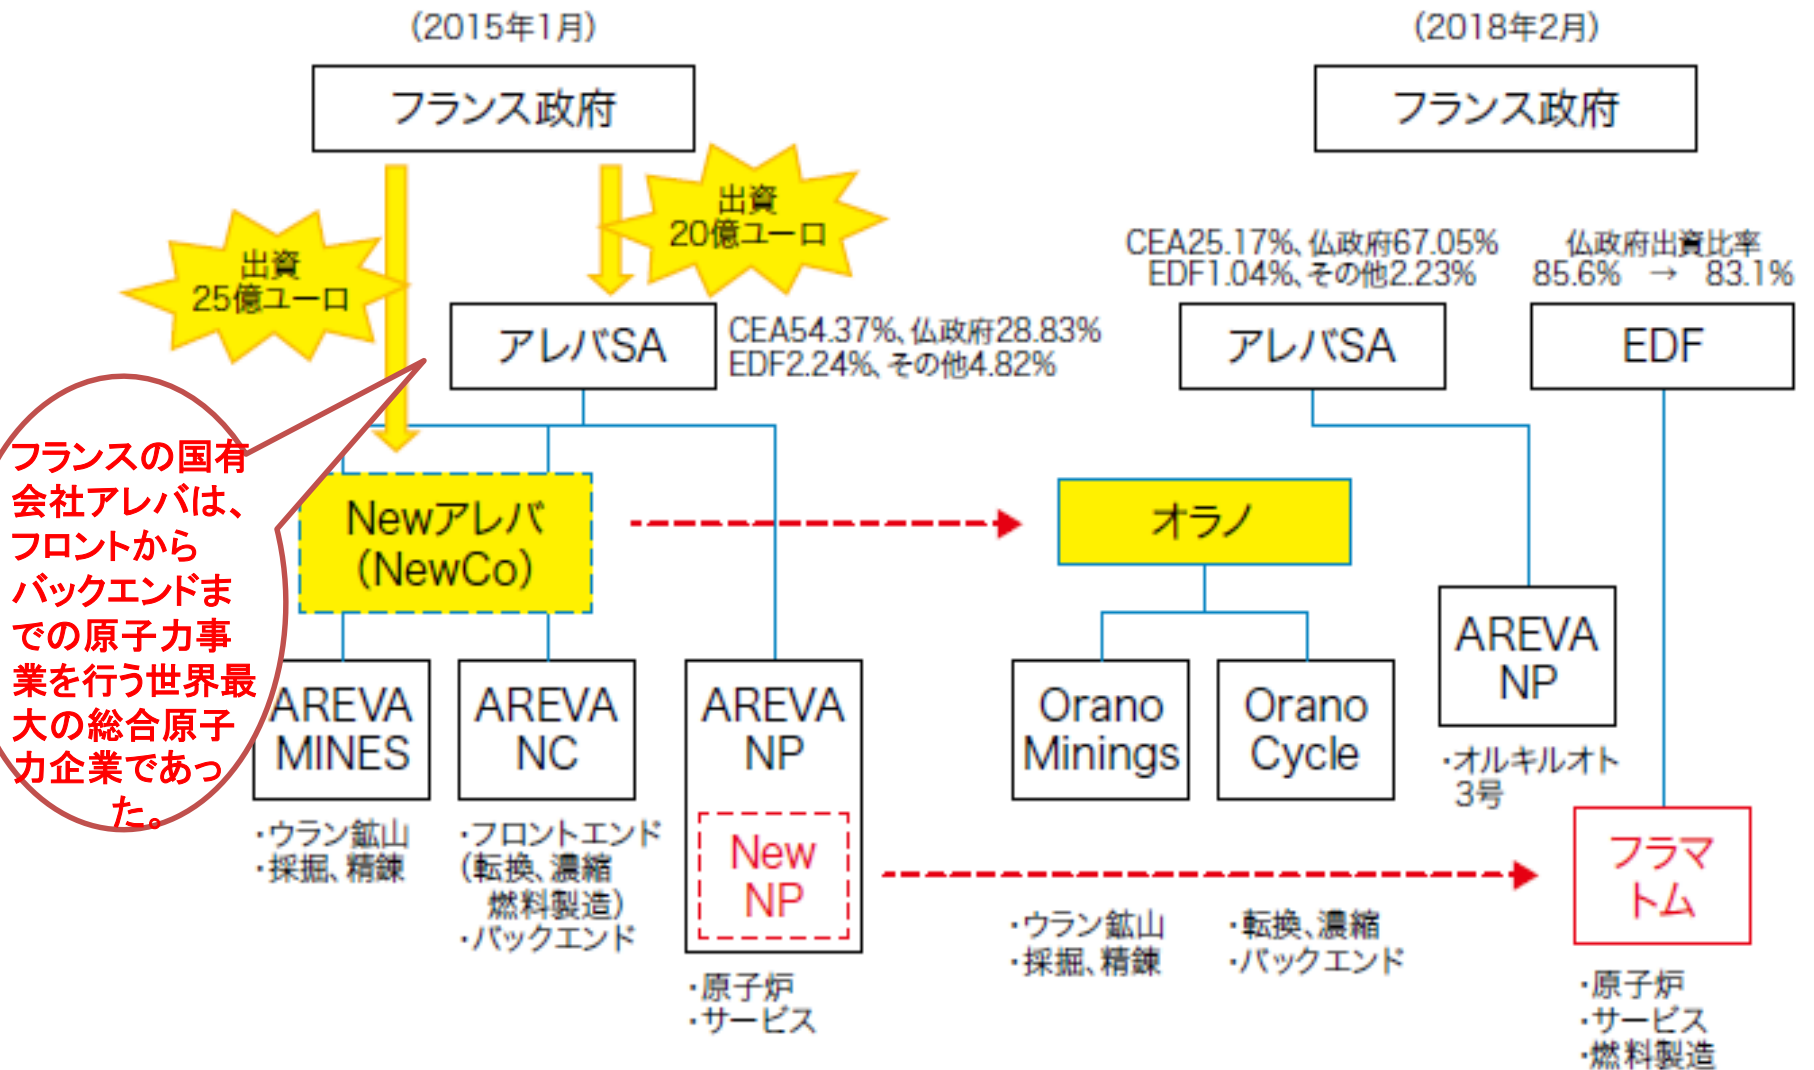 (2015年1月)
フランス政府
出資
20億ユーロ
出資
25億ユーロ
アレバSA
CEA54.37%、仏政府28.83%
EDF2.24%、その他4.82%
フランスの国有
会社アレバは、
フロントから
バックエンドま
での原子力事
業を行う世界最
大の総合原子
力企業であっ
た。
Newアレバ
(NewCo)
AREVA
MINES
・ウラン鉱山
・採掘、精錬
AREVA
NC
・フロントエンド
(転換、濃縮
燃料製造)
・バックエンド
AREVA
NP
New
NP
・原子炉
・サービス
(2018年2月)
フランス政府
CEA25.17%、仏政府67.05%
EDF1.04%、その他2.23%
仏政府出資比率
85.6% → 83.1%
アレバSA
EDF
オラノ
Orano
Minings
・ウラン鉱山
・採掘、精錬
Orano
Cycle
・転換、濃縮
・バックエンド
AREVA
NP
・オルキルオト
3号
フラマ
トム
・原子炉
・サービス
・燃料製造